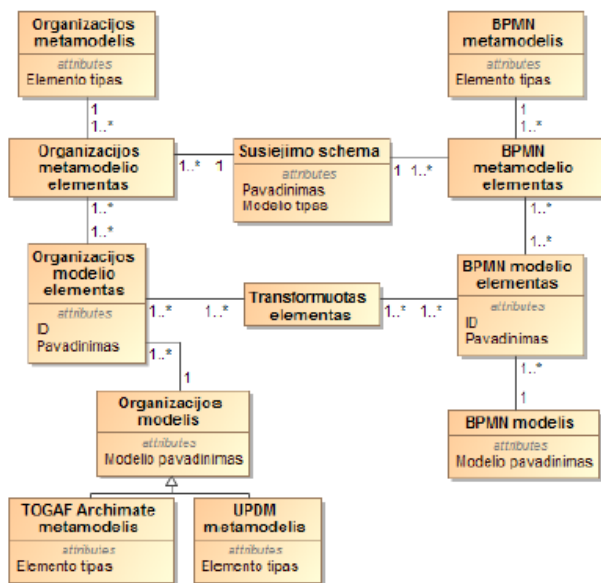 Organizacijos
metamodelis
attributes
Elemento tipas
BPMN
metamodelis
attributes
Elemento tipas
1
1..*
1
1..*
Organizacijos
metamodelio
elementas
1..*
1
Susiejimo schema
attributes
Pavadinimas
Modelio tipas
1
1..*
BPMN
metamodelio
elementas
1..*
1..*
1..*
1..*
Organizacijos
modelio
elementas
attributes
ID
Pavadinimas
1..*
1..*
Transformuotas
elementas
1..*
1..*
BPMN modelio
elementas
attributes
ID
Pavadinimas
1..*
1
1..*
1
Organizacijos
modelis
attributes
Modelio pavadinimas
BPMN modelis
attributes
Modelio pavadinimas
TOGAF Archimate
metamodelis
attributes
Elemento tipas
UPDM
metamodelis
attributes
Elemento tipas